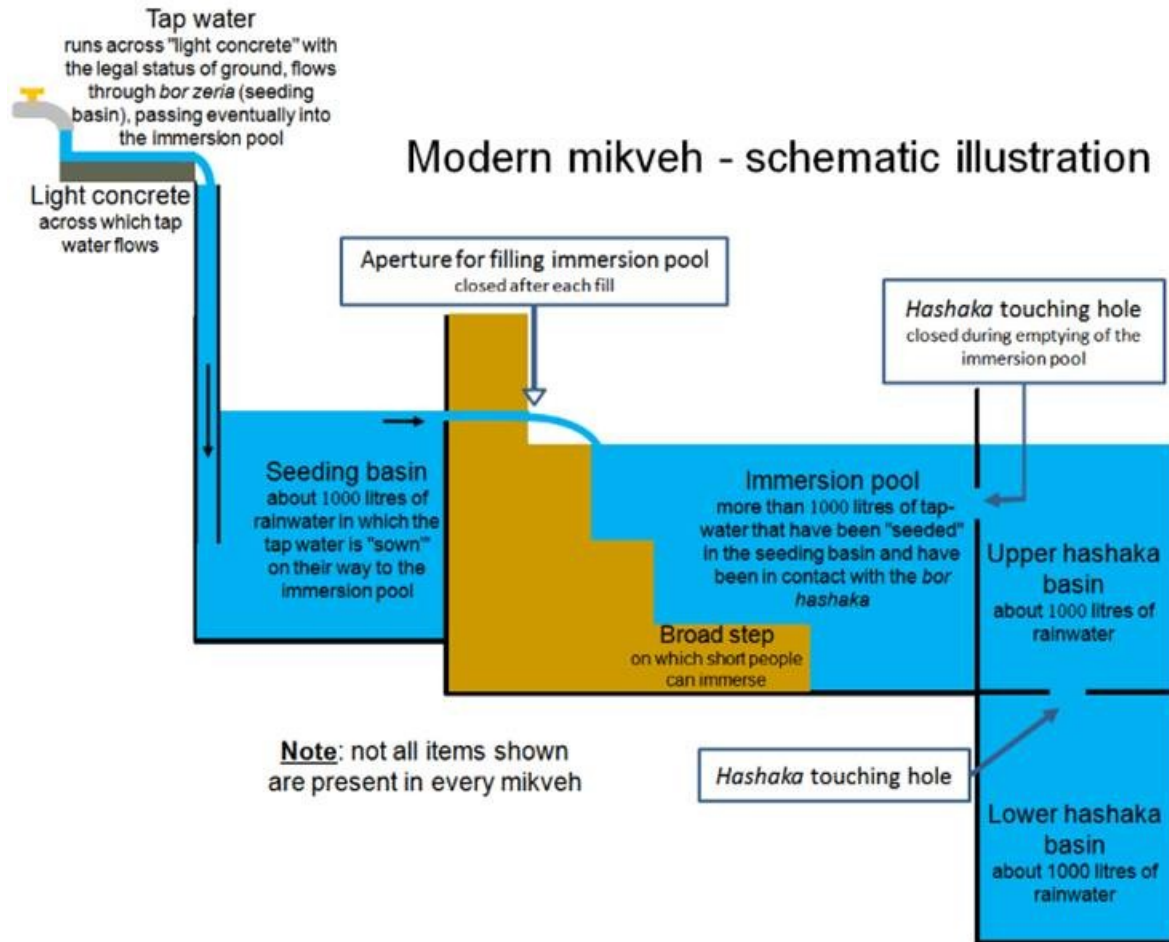 Tap water
runs across "light concrete" with
the legal status of ground, flows
through bor zeria (seeding
basin), passing eventually into
the immersion pool
Modern mikveh - schematic illustration
Light concrete
across which tap
water flows
Aperture for filling immersion pool
closed after each fill
Hashaka touching hole
closed during emptying of the
immersion pool
Seeding basin
about 1000 litres of
rainwater in which the
tap water is "sown'"
on their way to the
immersion pool
Immersion pool
more than 1000 litres of tap-
water that have been "seeded"
in the seeding basin and have
been in contact with the bor
hashaka
Upper hashaka
basin
about 1000 litres of
rainwater
Broad step
on which short people
can immerse
Note: not all items shown
are present in every mikveh
Hashaka touching hole
Lower hashaka
basin
about 1000 litres of
rainwater